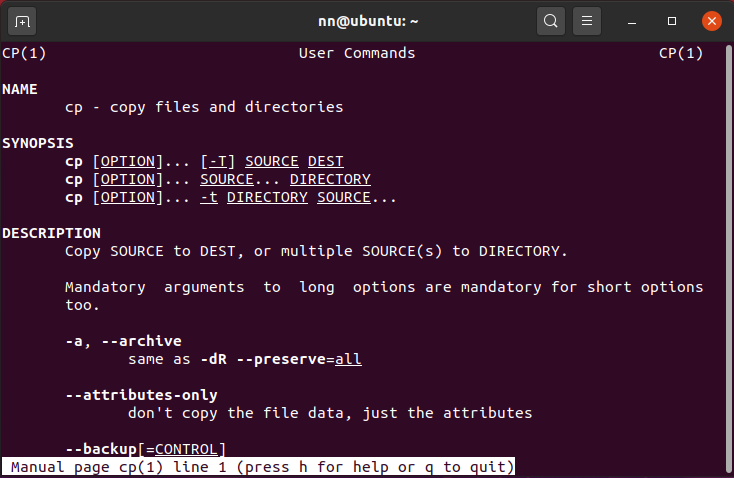 nn@ubuntu: ~
CP(1) User Commands CP(1)
NAME
cp - copy files and directories
SYNOPSIS
cp [OPTION]... [-T] SOURCE DEST
cp [OPTION]... SOURCE... DIRECTORY
cp [OPTION]... -t DIRECTORY SOURCE...
DESCRIPTION
Copy SOURCE to DEST, or multiple SOURCE(s) to DIRECTORY.
Mandatory arguments to long options are mandatory for short options
too.
-a, --archive
same as -dR --preserve=all
--attributes-only
don't copy the file data, just the attributes
--backup[=CONTROL]
Manual page cp(1) line 1 (press h for help or q to quit)